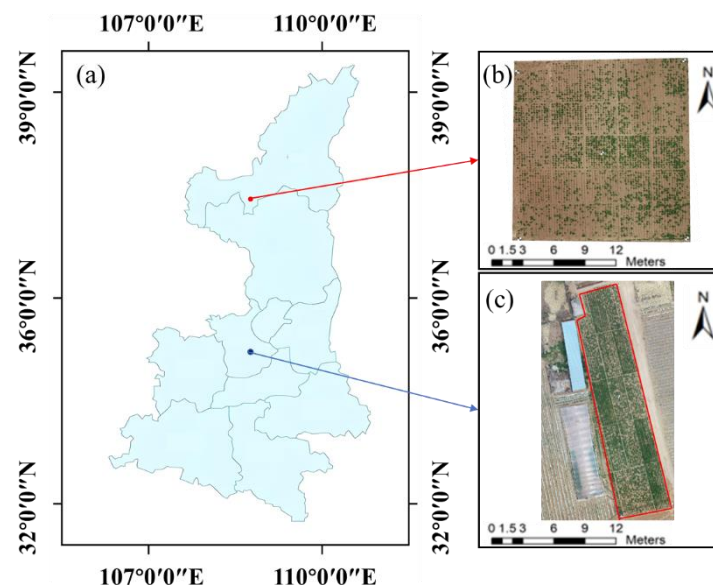 107°0′0″E 110°0′0″E
(a)
39°0′0″N
36°0′0″N
32°0′0″N
39°0′0″N
36°0′0″N
32°0′0″N
107°0′0″E 110°0′0″E
(b)
N
0 1.5 3 6 9 12
Meters
(c)
N
0 1.5 3 6 9 12
Meters